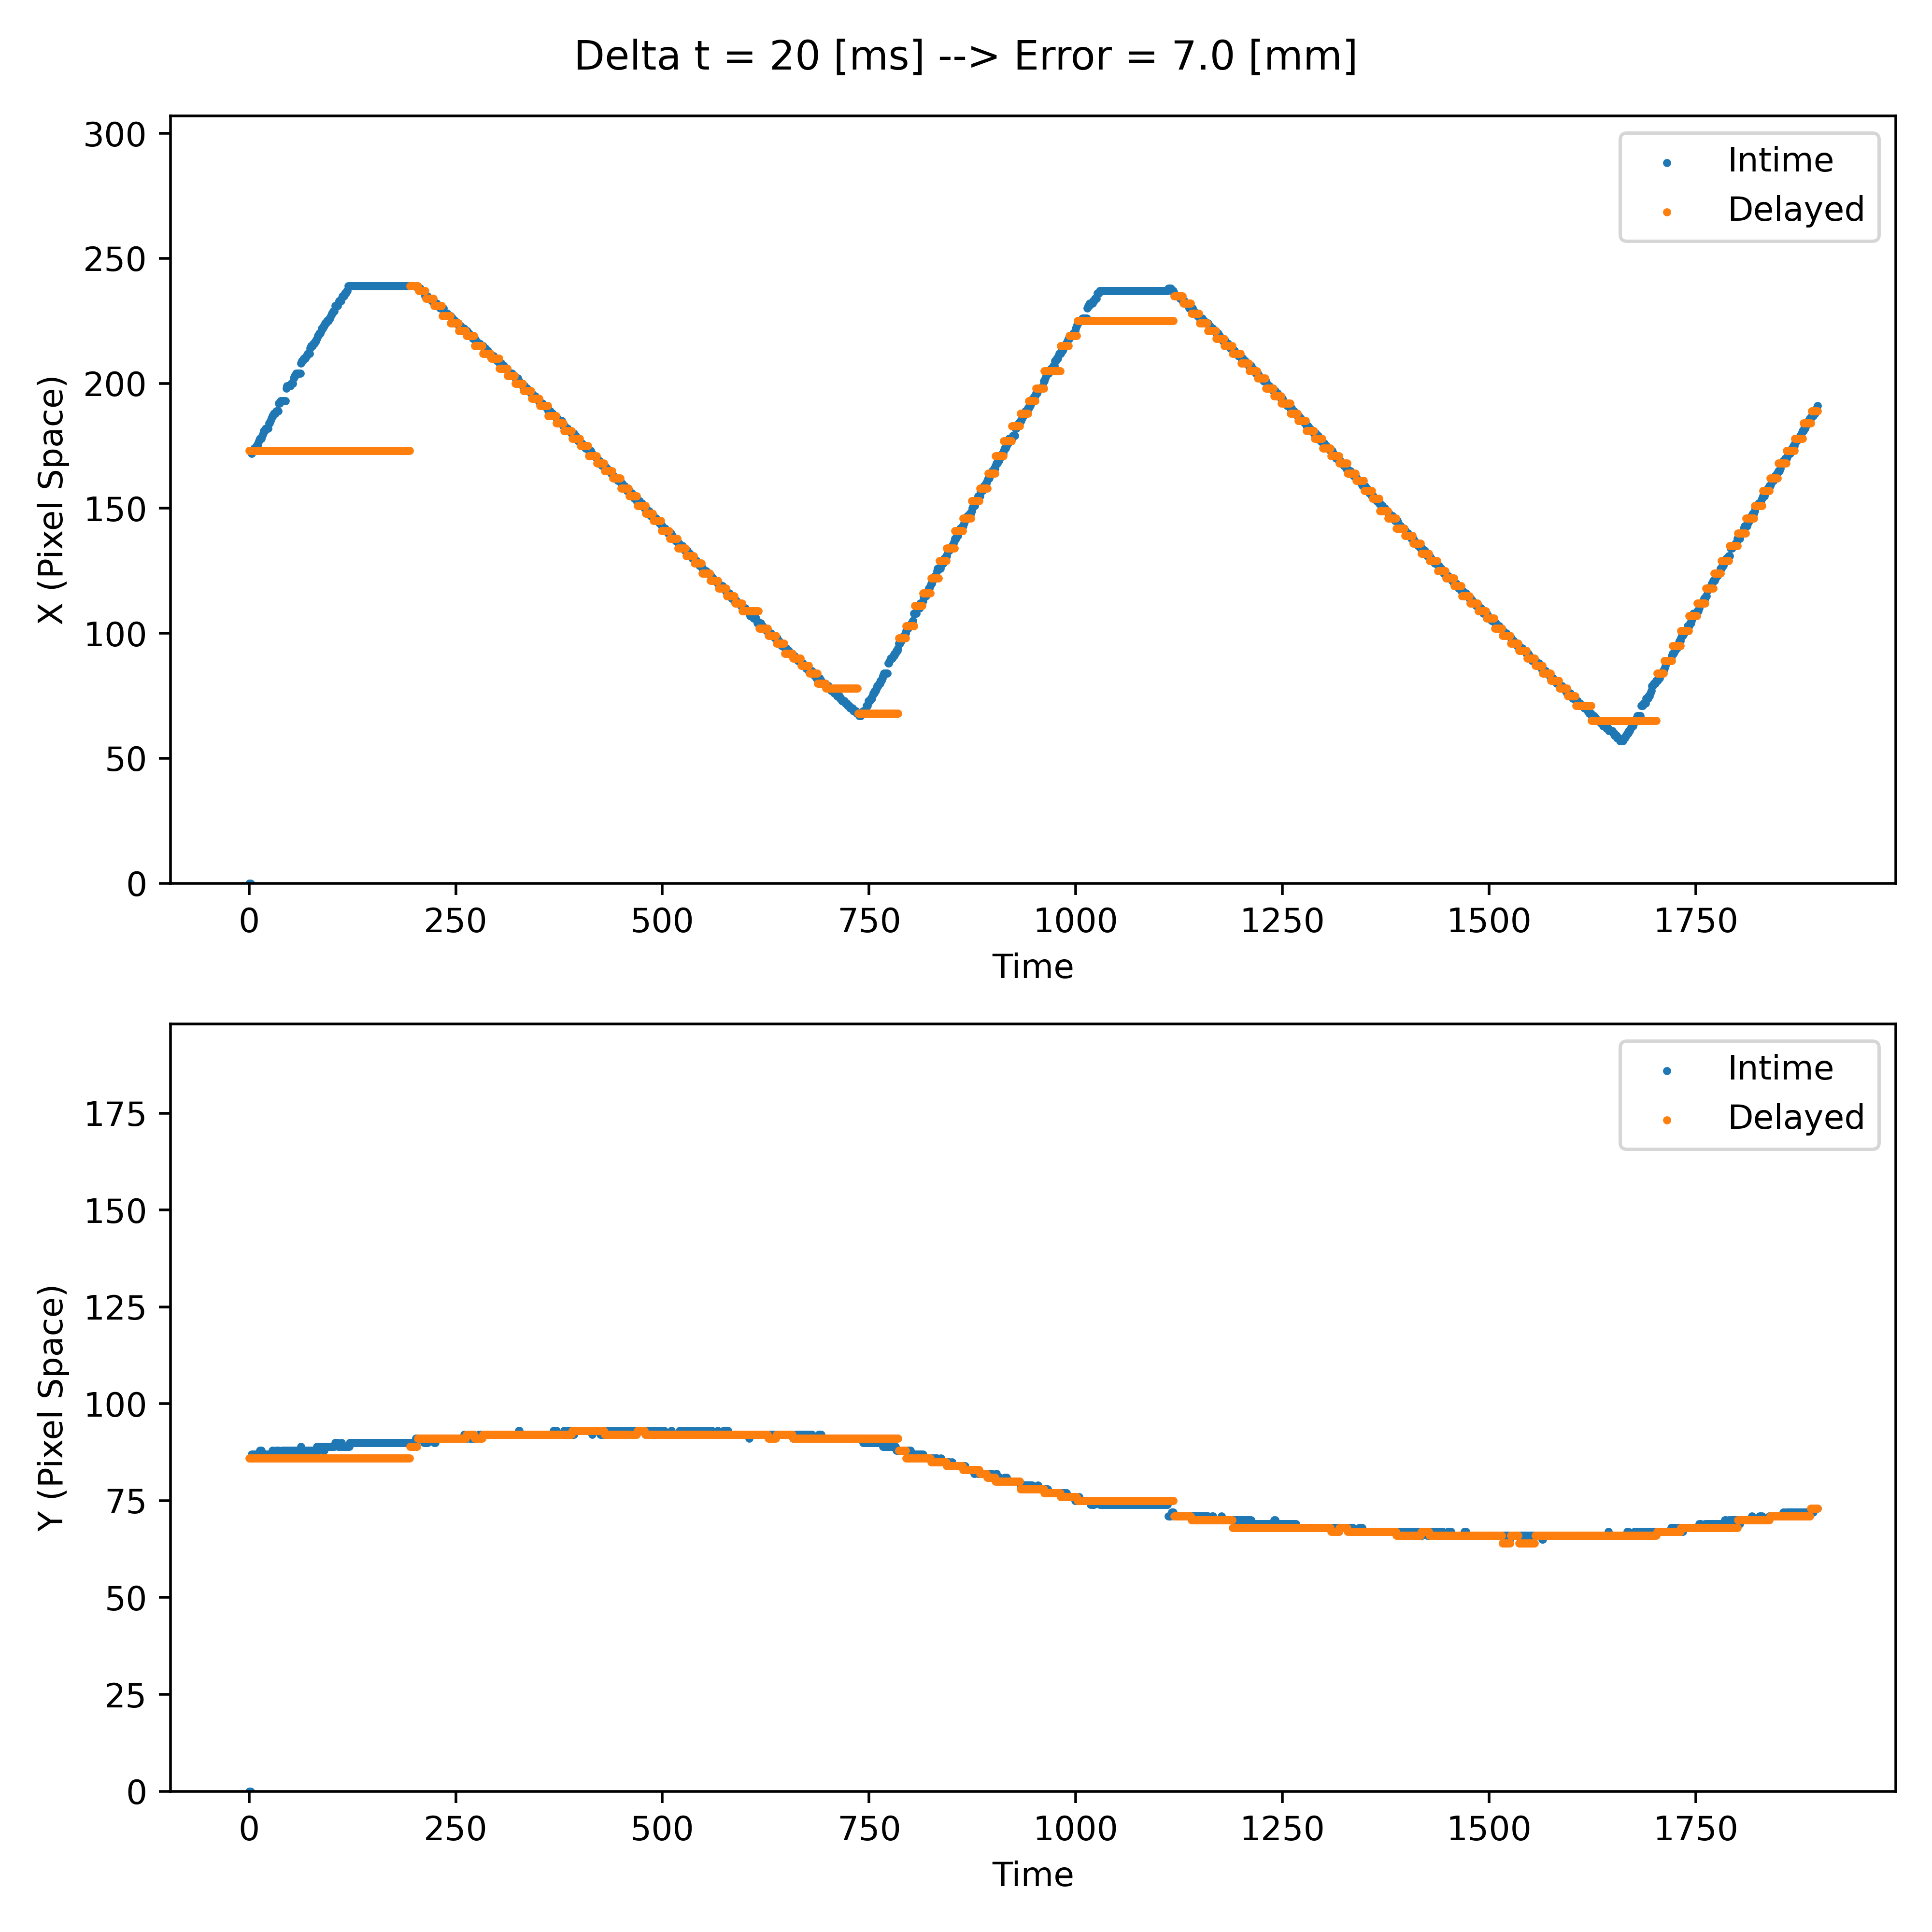 Delta t = 20 [ms] --> Error = 7.0 [mm]
300
250
200
150
100
50
0
X (Pixel Space)
Intime
Delayed
0 250 500 750 1000 1250 1500 1750
Time
175
150
125
100
75
50
25
0
Y (Pixel Space)
Intime
Delayed
0 250 500 750 1000 1250 1500 1750
Time